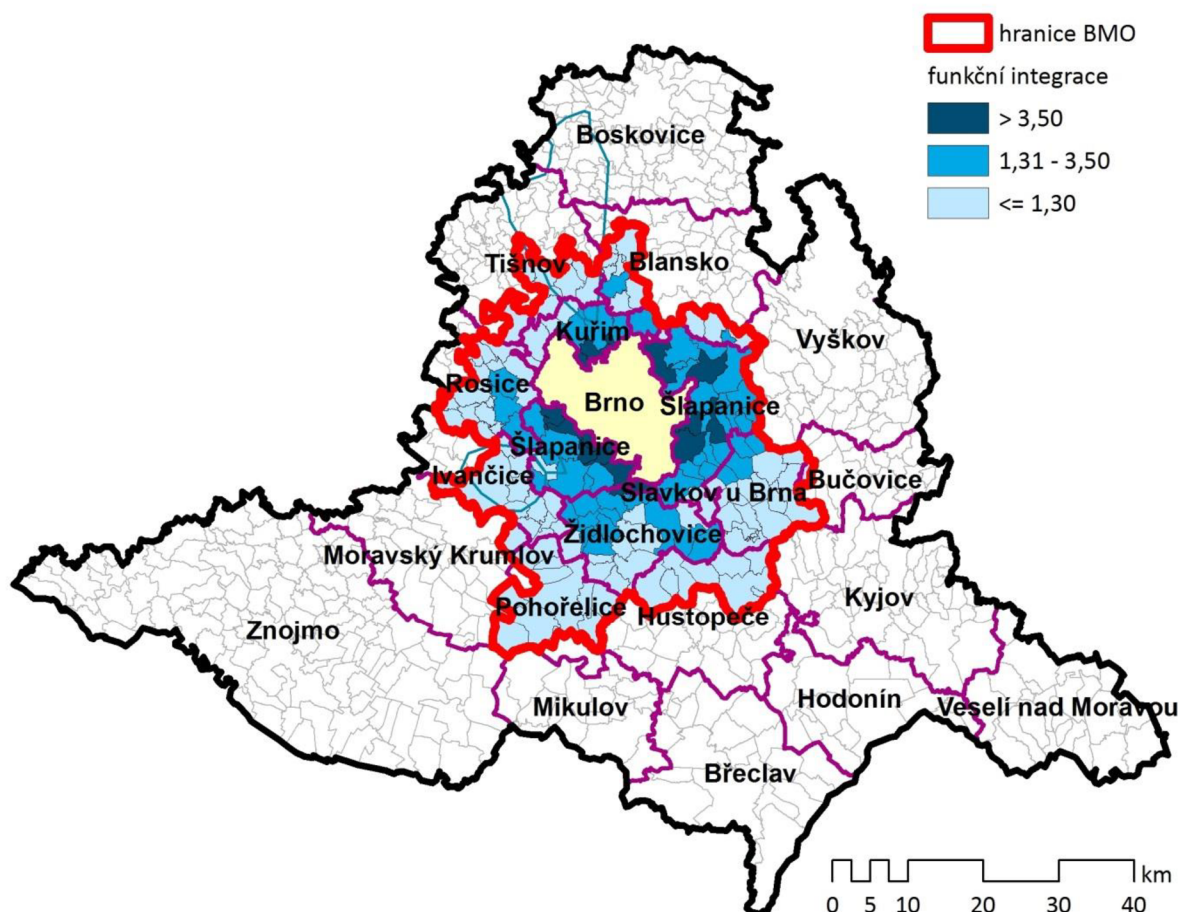 hranice BMO
funkční integrace
> 3,50
1,31 - 3,50
<= 1,30
Boskovice
Tišnov
Blansko
Kuřim
Vyškov
Rosice
Brno
Šlapanice
Šlapanice
Ivančice
Slavkov u Brna
Bučovice
Židlochovice
Moravský Krumlov
Pohořelice
Hustopeče
Kyjov
Znojmo
Mikulov
Hodonín
Veselí nad Moravou
Břeclav
km
0 5 10 20 30 40